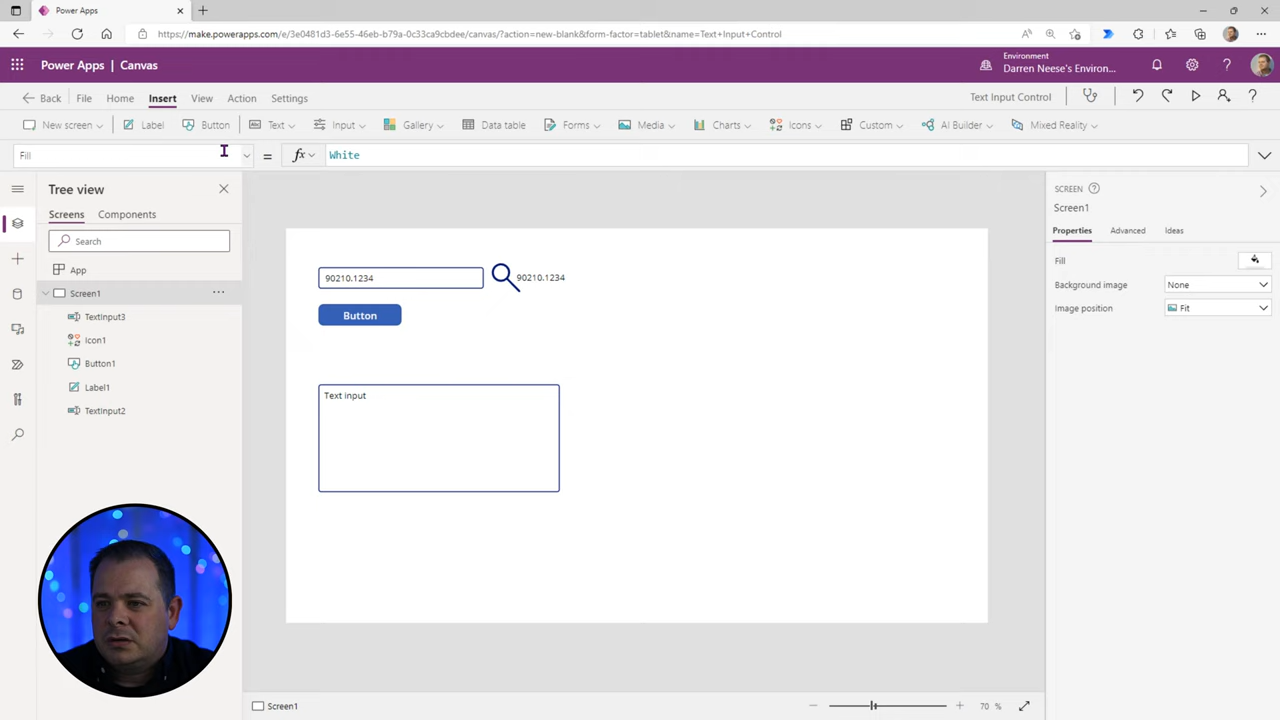 Power Apps
https://make.powerapps.com/e/3e0481d3-6e55-46eb-b79a-0c33ca9cbdee/canvas/?action=new-blank&form-factor=tablet&name=Text+Input+Control
Power Apps | Canvas
Environment
Darren Neese's Environ...
Back File Home Insert View Action Settings
Text Input Control
New screen Label Button Text Input Gallery Data table Forms Media Charts Icons Custom AI Builder Mixed Reality
Fill = fx White
Tree view
Screens Components
Search
App
Screen1
TextInput3
Icon1
Button1
Label1
TextInput2
90210.1234 90210.1234
Button
Text input
SCREEN
Screen1
Properties Advanced Ideas
Fill
Background image None
Image position Fit
Screen1
70 %